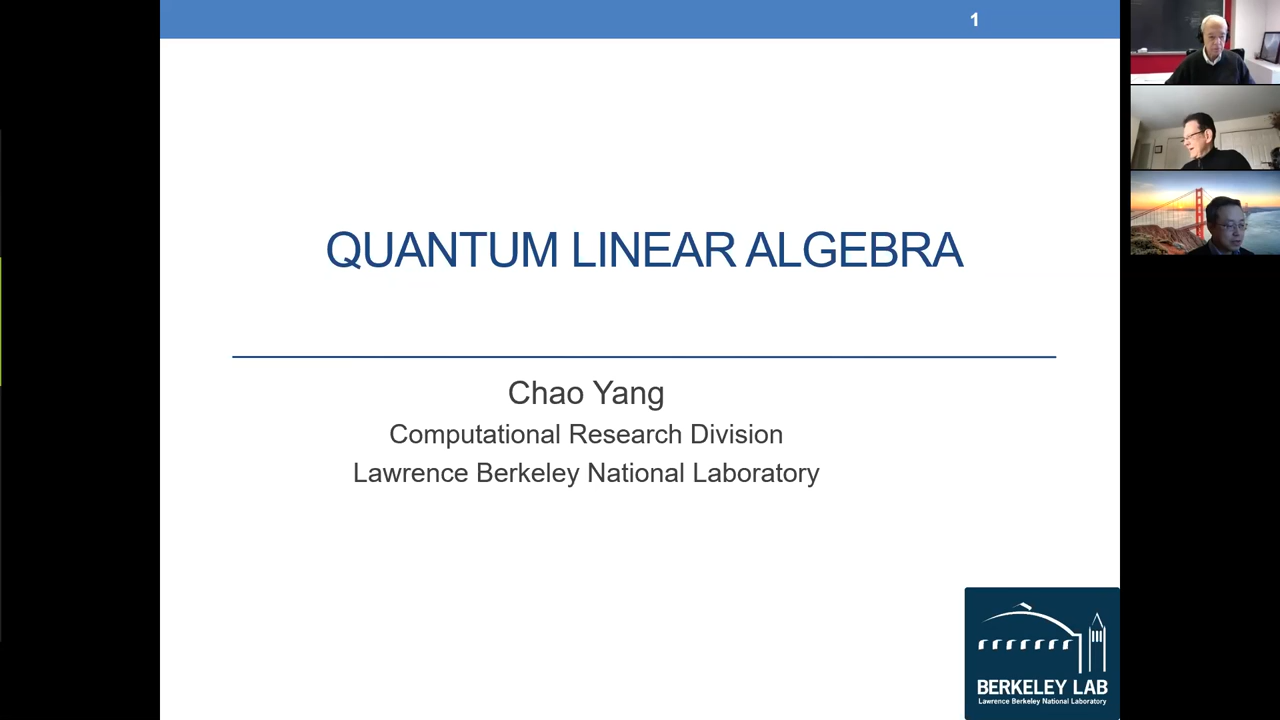 1
QUANTUM LINEAR ALGEBRA
Chao Yang
Computational Research Division
Lawrence Berkeley National Laboratory
BERKELEY LAB
Lawrence Berkeley National Laboratory